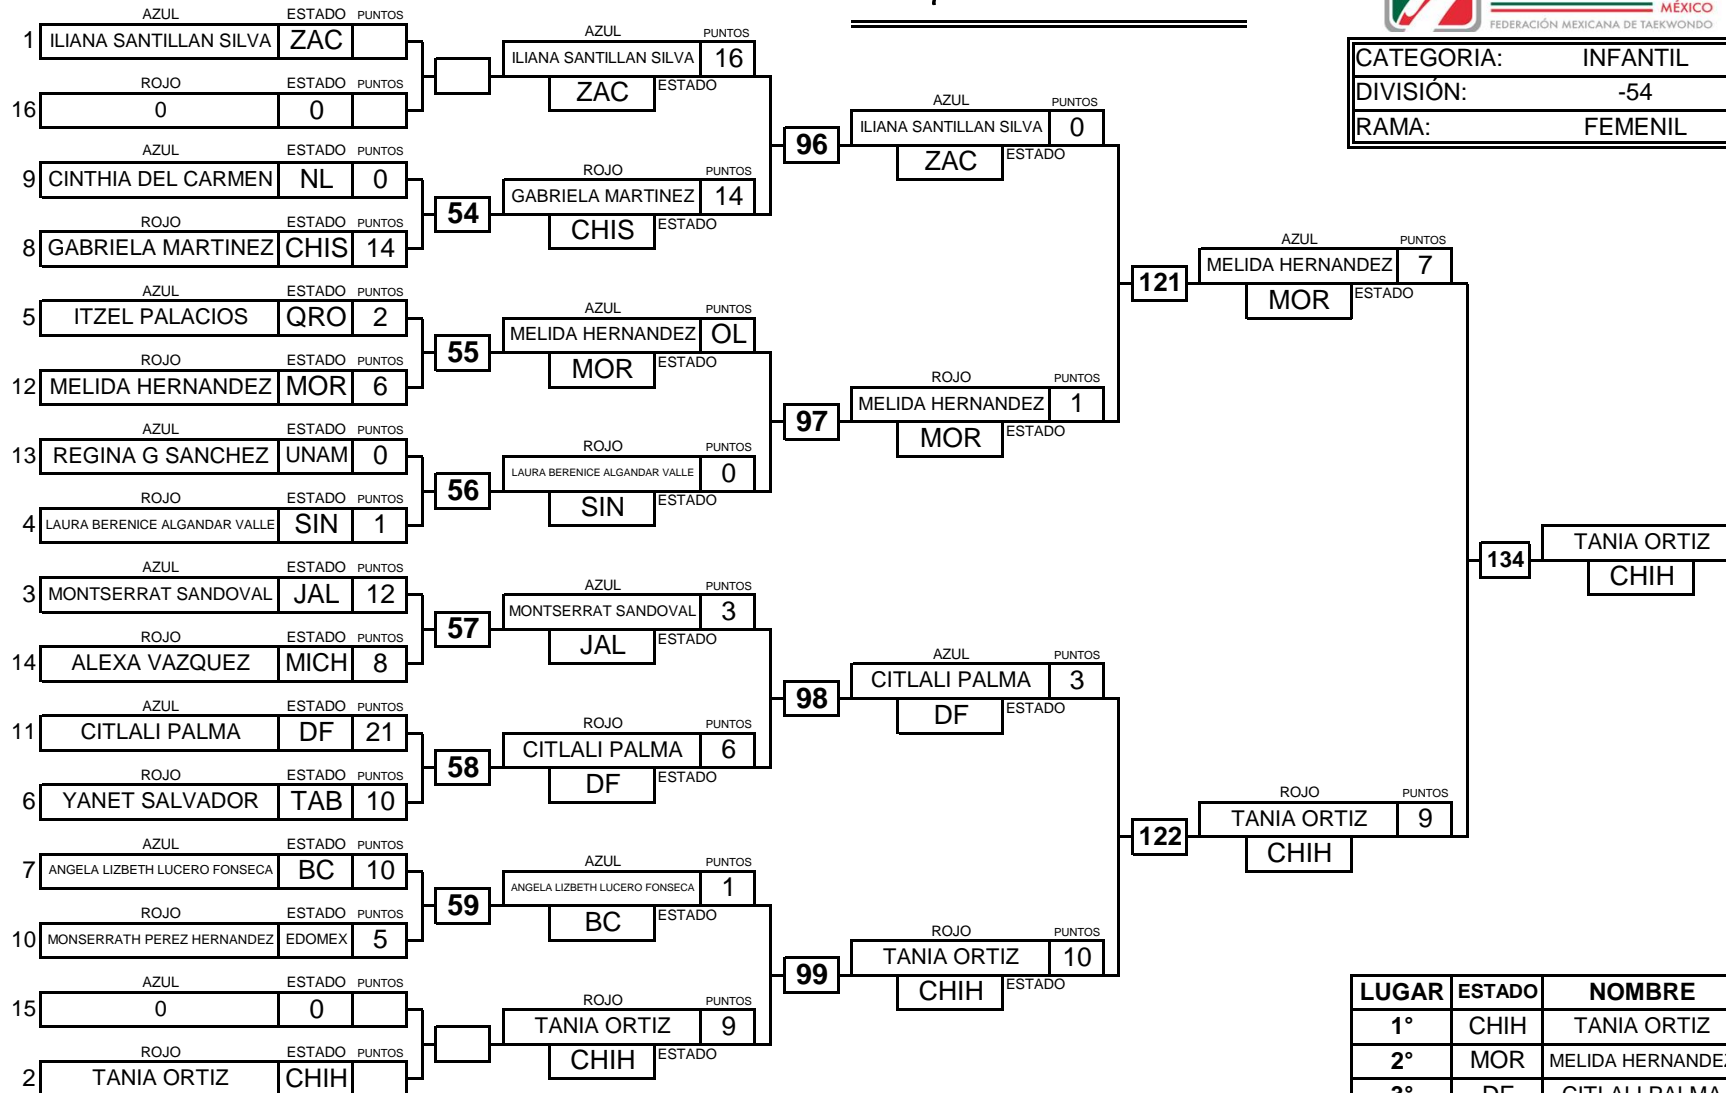 MÉXICO
FEDERACIÓN MEXICANA DE TAEKWONDO
CATEGORIA: INFANTIL
DIVISIÓN: -54
RAMA: FEMENIL
AZUL ESTADO PUNTOS
1 ILIANA SANTILLAN SILVA ZAC
ROJO ESTADO PUNTOS
16 0 0
AZUL ESTADO PUNTOS
9 CINTHIA DEL CARMEN NL 0
ROJO ESTADO PUNTOS
8 GABRIELA MARTINEZ CHIS 14
AZUL ESTADO PUNTOS
5 ITZEL PALACIOS QRO 2
ROJO ESTADO PUNTOS
12 MELIDA HERNANDEZ MOR 6
AZUL ESTADO PUNTOS
13 REGINA G SANCHEZ UNAM 0
ROJO ESTADO PUNTOS
4 LAURA BERENICE ALGANDAR VALLE SIN 1
AZUL ESTADO PUNTOS
3 MONTSERRAT SANDOVAL JAL 12
ROJO ESTADO PUNTOS
14 ALEXA VAZQUEZ MICH 8
AZUL ESTADO PUNTOS
11 CITLALI PALMA DF 21
ROJO ESTADO PUNTOS
6 YANET SALVADOR TAB 10
AZUL ESTADO PUNTOS
7 ANGELA LIZBETH LUCERO FONSECA BC 10
ROJO ESTADO PUNTOS
10 MONSERRATH PEREZ HERNANDEZ EDOMEX 5
AZUL ESTADO PUNTOS
15 0 0
ROJO ESTADO PUNTOS
2 TANIA ORTIZ CHIH
54
55
56
57
58
59
AZUL PUNTOS
ILIANA SANTILLAN SILVA 16
ZAC ESTADO
ROJO PUNTOS
GABRIELA MARTINEZ 14
CHIS ESTADO
AZUL PUNTOS
MELIDA HERNANDEZ OL
MOR ESTADO
ROJO PUNTOS
LAURA BERENICE ALGANDAR VALLE 0
SIN ESTADO
AZUL PUNTOS
MONTSERRAT SANDOVAL 3
JAL ESTADO
ROJO PUNTOS
CITLALI PALMA 6
DF ESTADO
AZUL PUNTOS
ANGELA LIZBETH LUCERO FONSECA 1
BC ESTADO
ROJO PUNTOS
TANIA ORTIZ 9
CHIH ESTADO
96
97
98
99
AZUL PUNTOS
ILIANA SANTILLAN SILVA 0
ZAC ESTADO
ROJO PUNTOS
MELIDA HERNANDEZ 1
MOR ESTADO
AZUL PUNTOS
CITLALI PALMA 3
DF ESTADO
ROJO PUNTOS
TANIA ORTIZ 10
CHIH ESTADO
121
122
AZUL PUNTOS
MELIDA HERNANDEZ 7
MOR ESTADO
ROJO PUNTOS
TANIA ORTIZ 9
CHIH
134
TANIA ORTIZ
CHIH
LUGAR ESTADO NOMBRE
1° CHIH TANIA ORTIZ
2° MOR MELIDA HERNANDEZ
3° DF CITLALI PALMA